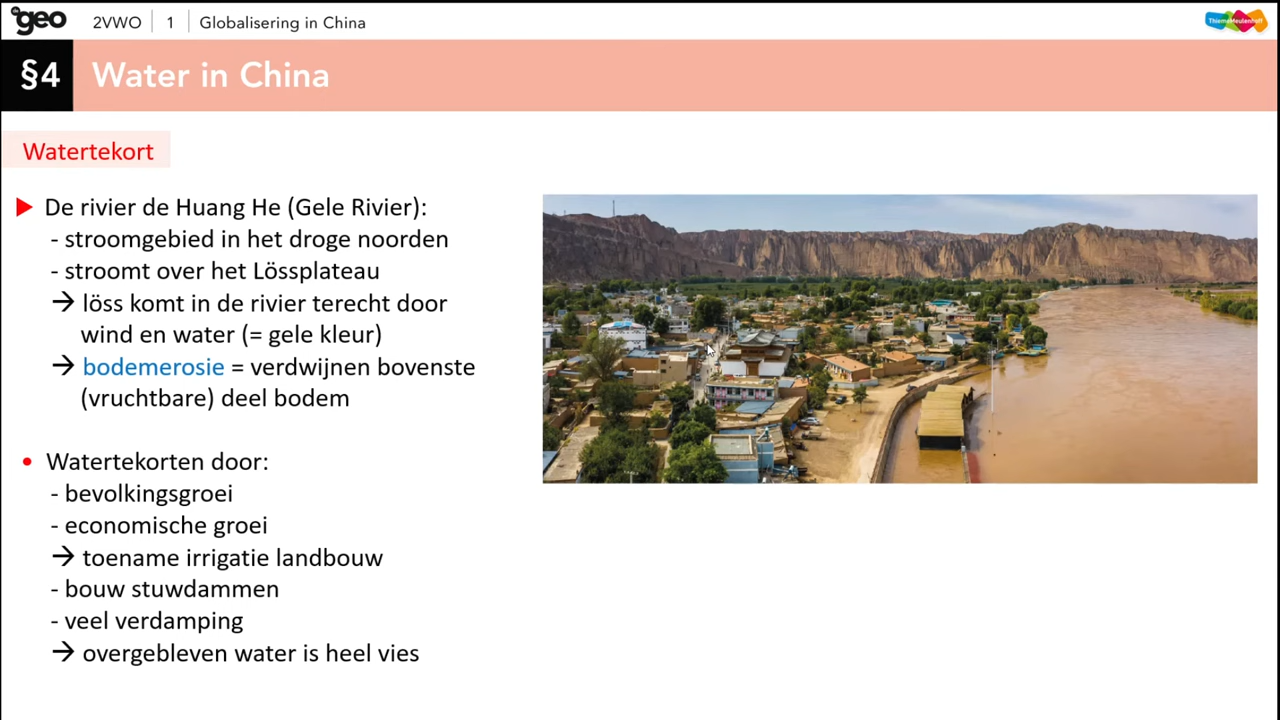 de geo
2VWO | 1 | Globalisering in China
ThiemeMeulenhoff
§4 Water in China
Watertekort
De rivier de Huang He (Gele Rivier):
- stroomgebied in het droge noorden
- stroomt over het Lössplateau
→ löss komt in de rivier terecht door
wind en water (= gele kleur)
→ bodemerosie = verdwijnen bovenste
(vruchtbare) deel bodem
• Watertekorten door:
- bevolkingsgroei
- economische groei
→ toename irrigatie landbouw
- bouw stuwdammen
- veel verdamping
→ overgebleven water is heel vies